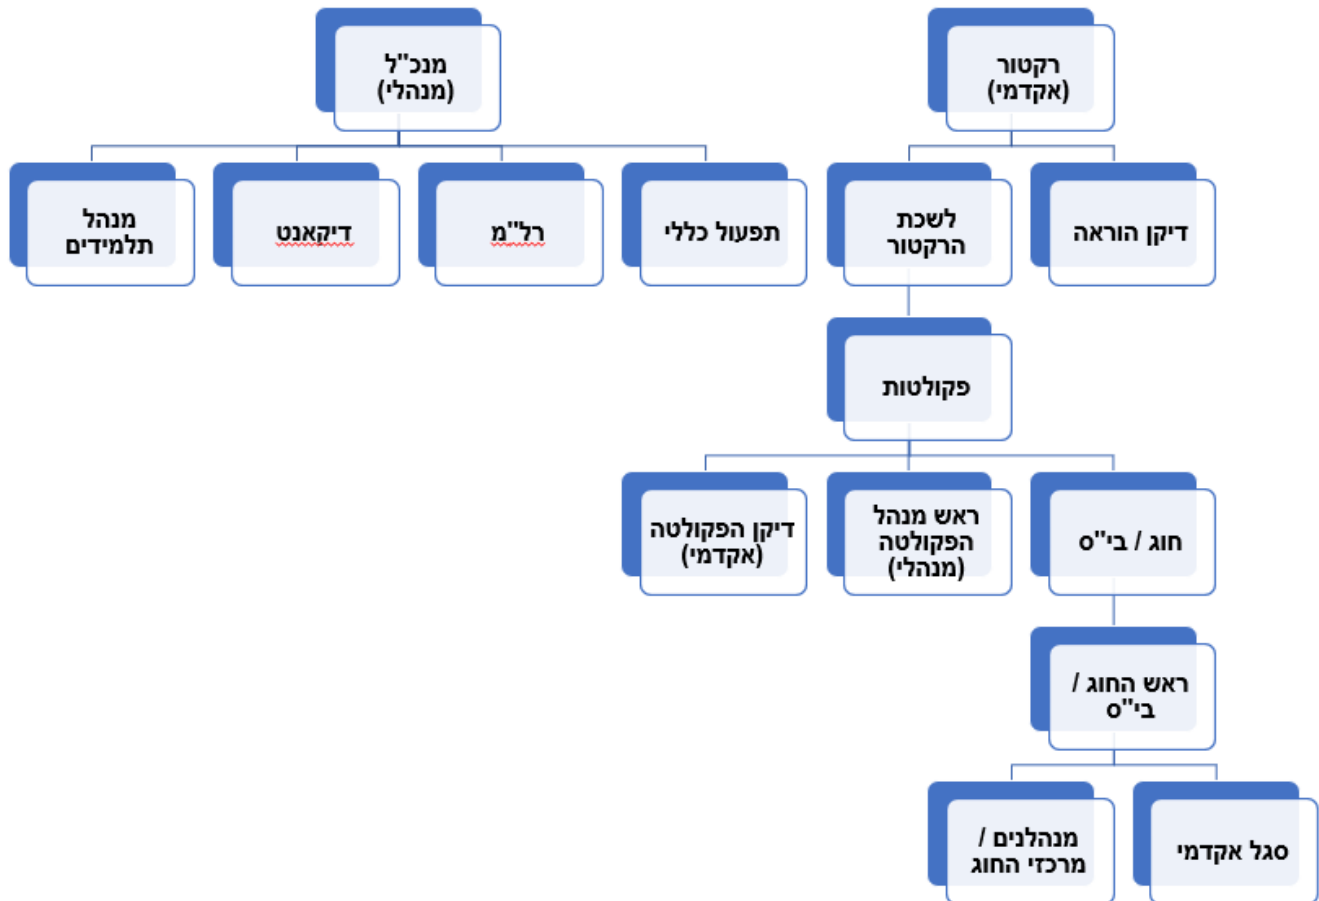 רקטור
(אקדמי)
מנכ"ל
(מנהלי)
דיקן הוראה
לשכת
הרקטור
תפעול כללי
רל"מ
דיקאנט
מנהל
תלמידים
פקולטות
חוג / בי"ס
ראש מנהל
הפקולטה
(מנהלי)
דיקן הפקולטה
(אקדמי)
ראש החוג /
בי"ס
סגל אקדמי
מנהלנים /
מרכזי החוג